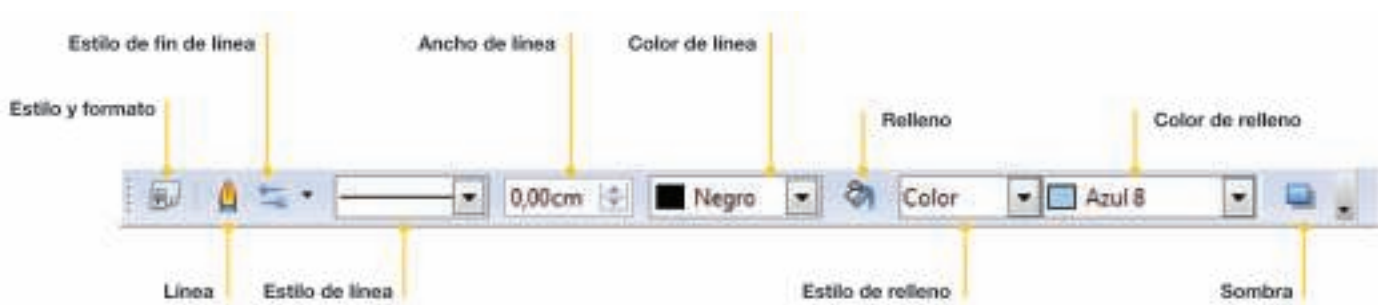 Estilo de fin de línea
Ancho de línea
Color de línea
Estilo y formato
Relleno
Color de relleno
0,00cm
Negro
Color
Azul 8
Línea
Estilo de línea
Estilo de relleno
Sombra